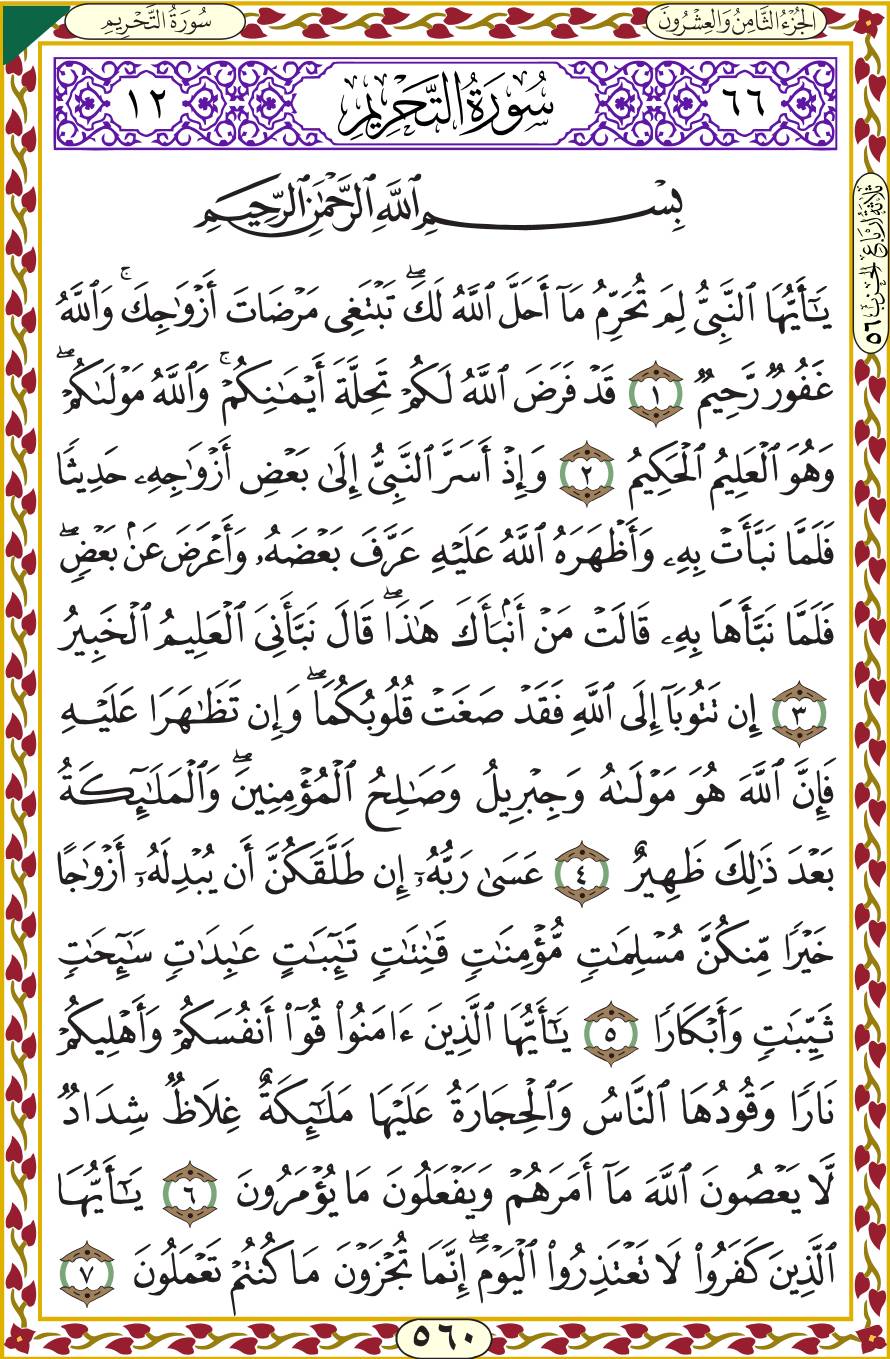 سُورَةُ التَّحْرِيمِ
الجُزْءُ الثَّامِنُ وَالعِشْرُونَ
٦٦
سُورَةُ التَّحْرِيمِ
١٢
ثلاثة أرباع الحزب ٥٦
بِسْمِ ٱللَّهِ ٱلرَّحْمَٰنِ ٱلرَّحِيمِ
يَٰٓأَيُّهَا ٱلنَّبِىُّ لِمَ تُحَرِّمُ مَآ أَحَلَّ ٱللَّهُ لَكَۖ تَبْتَغِى مَرْضَاتَ أَزْوَٰجِكَۚ وَٱللَّهُ
غَفُورٌ رَّحِيمٌ ١ قَدْ فَرَضَ ٱللَّهُ لَكُمْ تَحِلَّةَ أَيْمَٰنِكُمْۚ وَٱللَّهُ مَوْلَىٰكُمْۖ
وَهُوَ ٱلْعَلِيمُ ٱلْحَكِيمُ ٢ وَإِذْ أَسَرَّ ٱلنَّبِىُّ إِلَىٰ بَعْضِ أَزْوَٰجِهِۦ حَدِيثًا
فَلَمَّا نَبَّأَتْ بِهِۦ وَأَظْهَرَهُ ٱللَّهُ عَلَيْهِ عَرَّفَ بَعْضَهُۥ وَأَعْرَضَ عَنۢ بَعْضٍۖ
فَلَمَّا نَبَّأَهَا بِهِۦ قَالَتْ مَنْ أَنۢبَأَكَ هَٰذَاۖ قَالَ نَبَّأَنِىَ ٱلْعَلِيمُ ٱلْخَبِيرُ
٣ إِن تَتُوبَآ إِلَى ٱللَّهِ فَقَدْ صَغَتْ قُلُوبُكُمَاۖ وَإِن تَظَٰهَرَا عَلَيْهِ
فَإِنَّ ٱللَّهَ هُوَ مَوْلَىٰهُ وَجِبْرِيلُ وَصَٰلِحُ ٱلْمُؤْمِنِينَۖ وَٱلْمَلَٰٓئِكَةُ
بَعْدَ ذَٰلِكَ ظَهِيرٌ ٤ عَسَىٰ رَبُّهُۥٓ إِن طَلَّقَكُنَّ أَن يُبْدِلَهُۥٓ أَزْوَٰجًا
خَيْرًا مِّنكُنَّ مُسْلِمَٰتٍ مُّؤْمِنَٰتٍ قَٰنِتَٰتٍ تَٰٓئِبَٰتٍ عَٰبِدَٰتٍ سَٰٓئِحَٰتٍ
ثَيِّبَٰتٍ وَأَبْكَارًا ٥ يَٰٓأَيُّهَا ٱلَّذِينَ ءَامَنُوا۟ قُوٓا۟ أَنفُسَكُمْ وَأَهْلِيكُمْ
نَارًا وَقُودُهَا ٱلنَّاسُ وَٱلْحِجَارَةُ عَلَيْهَا مَلَٰٓئِكَةٌ غِلَاظٌ شِدَادٌ
لَّا يَعْصُونَ ٱللَّهَ مَآ أَمَرَهُمْ وَيَفْعَلُونَ مَا يُؤْمَرُونَ ٦ يَٰٓأَيُّهَا
ٱلَّذِينَ كَفَرُوا۟ لَا تَعْتَذِرُوا۟ ٱلْيَوْمَۖ إِنَّمَا تُجْزَوْنَ مَا كُنتُمْ تَعْمَلُونَ ٧
٥٦٠